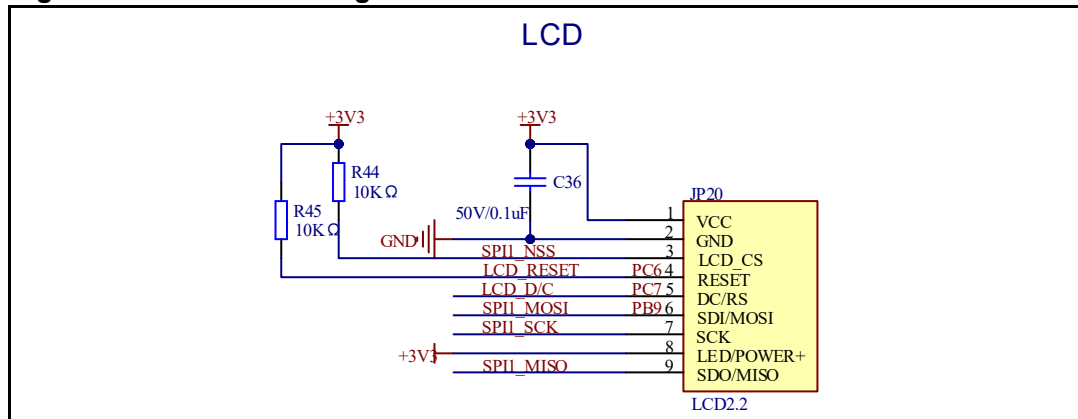 LCD
+3V3
+3V3
R44
10KΩ
C36
R45
10KΩ
50V/0.1uF
GND
JP20
1 VCC
2 GND
SPI1_NSS 3 LCD_CS
LCD_RESET PC6 4 RESET
LCD_D/C PC7 5 DC/RS
SPI1_MOSI PB9 6 SDI/MOSI
SPI1_SCK 7 SCK
+3V3 8 LED/POWER+
SPI1_MISO 9 SDO/MISO
LCD2.2